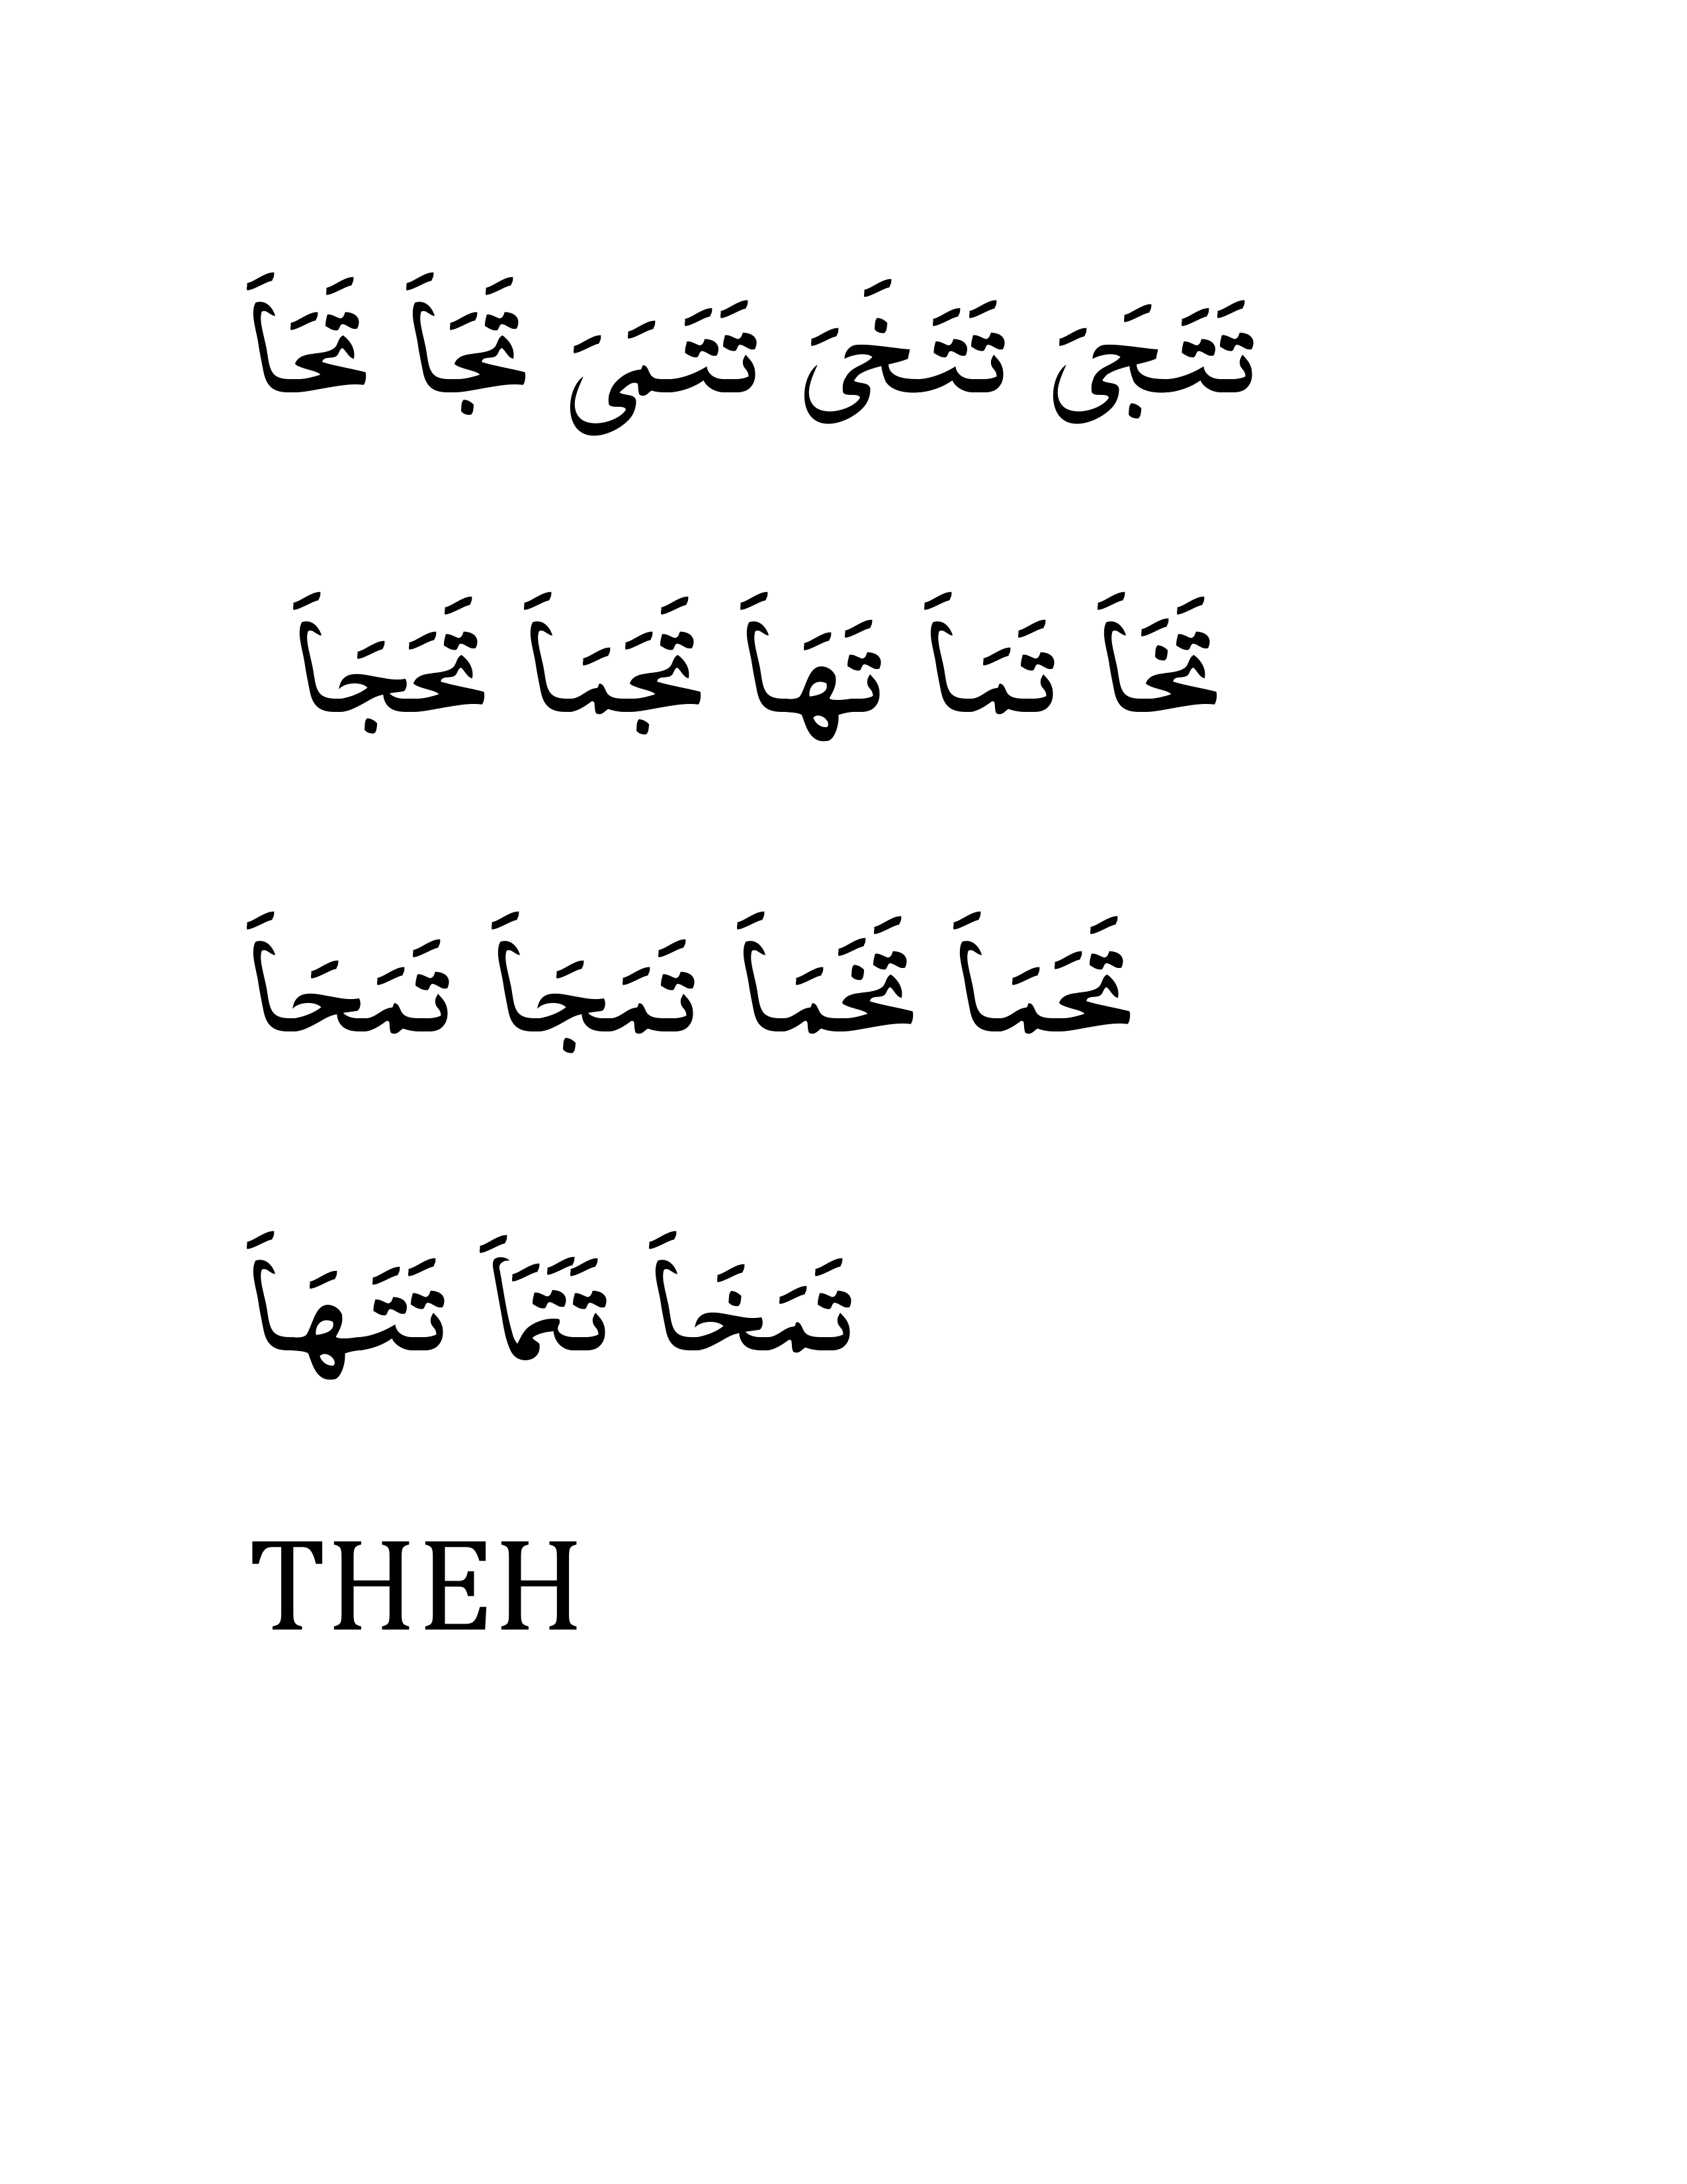 ثَثَجَىَ ثَثَخَىَ ثَثَمَىَ ثَجَاَ ثَحَاَ
ثَخَاَ ثَمَاَ ثَهَاَ ثَجَمَاَ ثَحَجَاَ
ثَحَمَاَ ثَخَمَاَ ثَمَجَاَ ثَمَحَاَ
ثَمَخَاَ ثَثَمَاَ ثَثَهَاَ
THEH